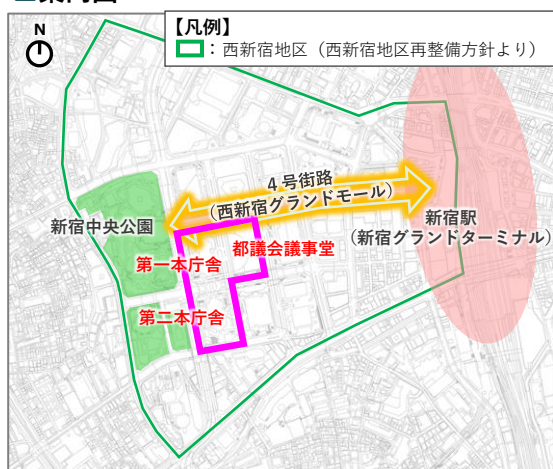 【凡例】
：西新宿地区（西新宿地区再整備方針より）
N
４号街路
（西新宿グランドモール）
新宿中央公園
新宿駅
（新宿グランドターミナル）
都議会議事堂
第一本庁舎
第二本庁舎